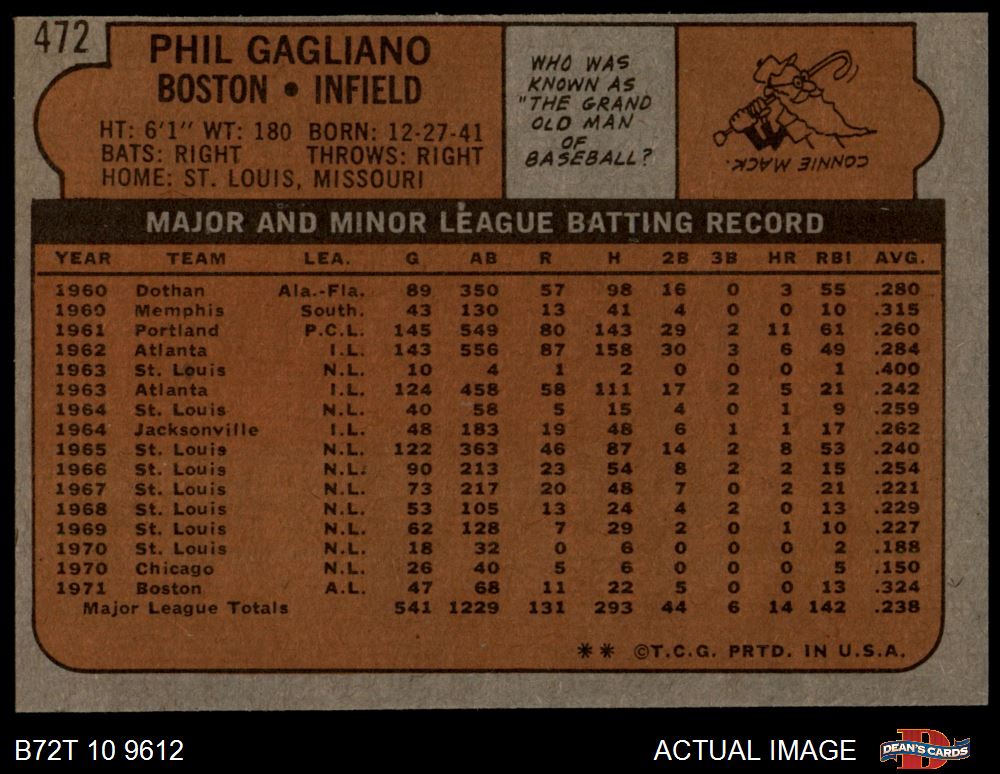 472
PHIL GAGLIANO
BOSTON • INFIELD
HT: 6'1" WT: 180 BORN: 12-27-41
BATS: RIGHT THROWS: RIGHT
HOME: ST. LOUIS, MISSOURI
WHO WAS
KNOWN AS
"THE GRAND
OLD MAN
OF
BASEBALL?
CONNIE MACK.
MAJOR AND MINOR LEAGUE BATTING RECORD
YEAR TEAM LEA. G AB R H 2B 3B HR RBI AVG.
1960 Dothan Ala.-Fla. 89 350 57 98 16 0 3 55 .280
1960 Memphis South. 43 130 13 41 4 0 0 10 .315
1961 Portland P.C.L. 145 549 80 143 29 2 11 61 .260
1962 Atlanta I.L. 143 556 87 158 30 3 6 49 .284
1963 St. Louis N.L. 10 4 1 2 0 0 0 1 .400
1963 Atlanta I.L. 124 458 58 111 17 2 5 21 .242
1964 St. Louis N.L. 40 58 5 15 4 0 1 9 .259
1964 Jacksonville I.L. 48 183 19 48 6 1 1 17 .262
1965 St. Louis N.L. 122 363 46 87 14 2 8 53 .240
1966 St. Louis N.L. 90 213 23 54 8 2 2 15 .254
1967 St. Louis N.L. 73 217 20 48 7 0 2 21 .221
1968 St. Louis N.L. 53 105 13 24 4 2 0 13 .229
1969 St. Louis N.L. 62 128 7 29 2 0 1 10 .227
1970 St. Louis N.L. 18 32 0 6 0 0 0 2 .188
1970 Chicago N.L. 26 40 5 6 0 0 0 5 .150
1971 Boston A.L. 47 68 11 22 5 0 0 13 .324
Major League Totals 541 1229 131 293 44 6 14 142 .238
** ©T.C.G. PRTD. IN U.S.A.
B72T 10 9612
ACTUAL IMAGE
DEAN'S CARDS